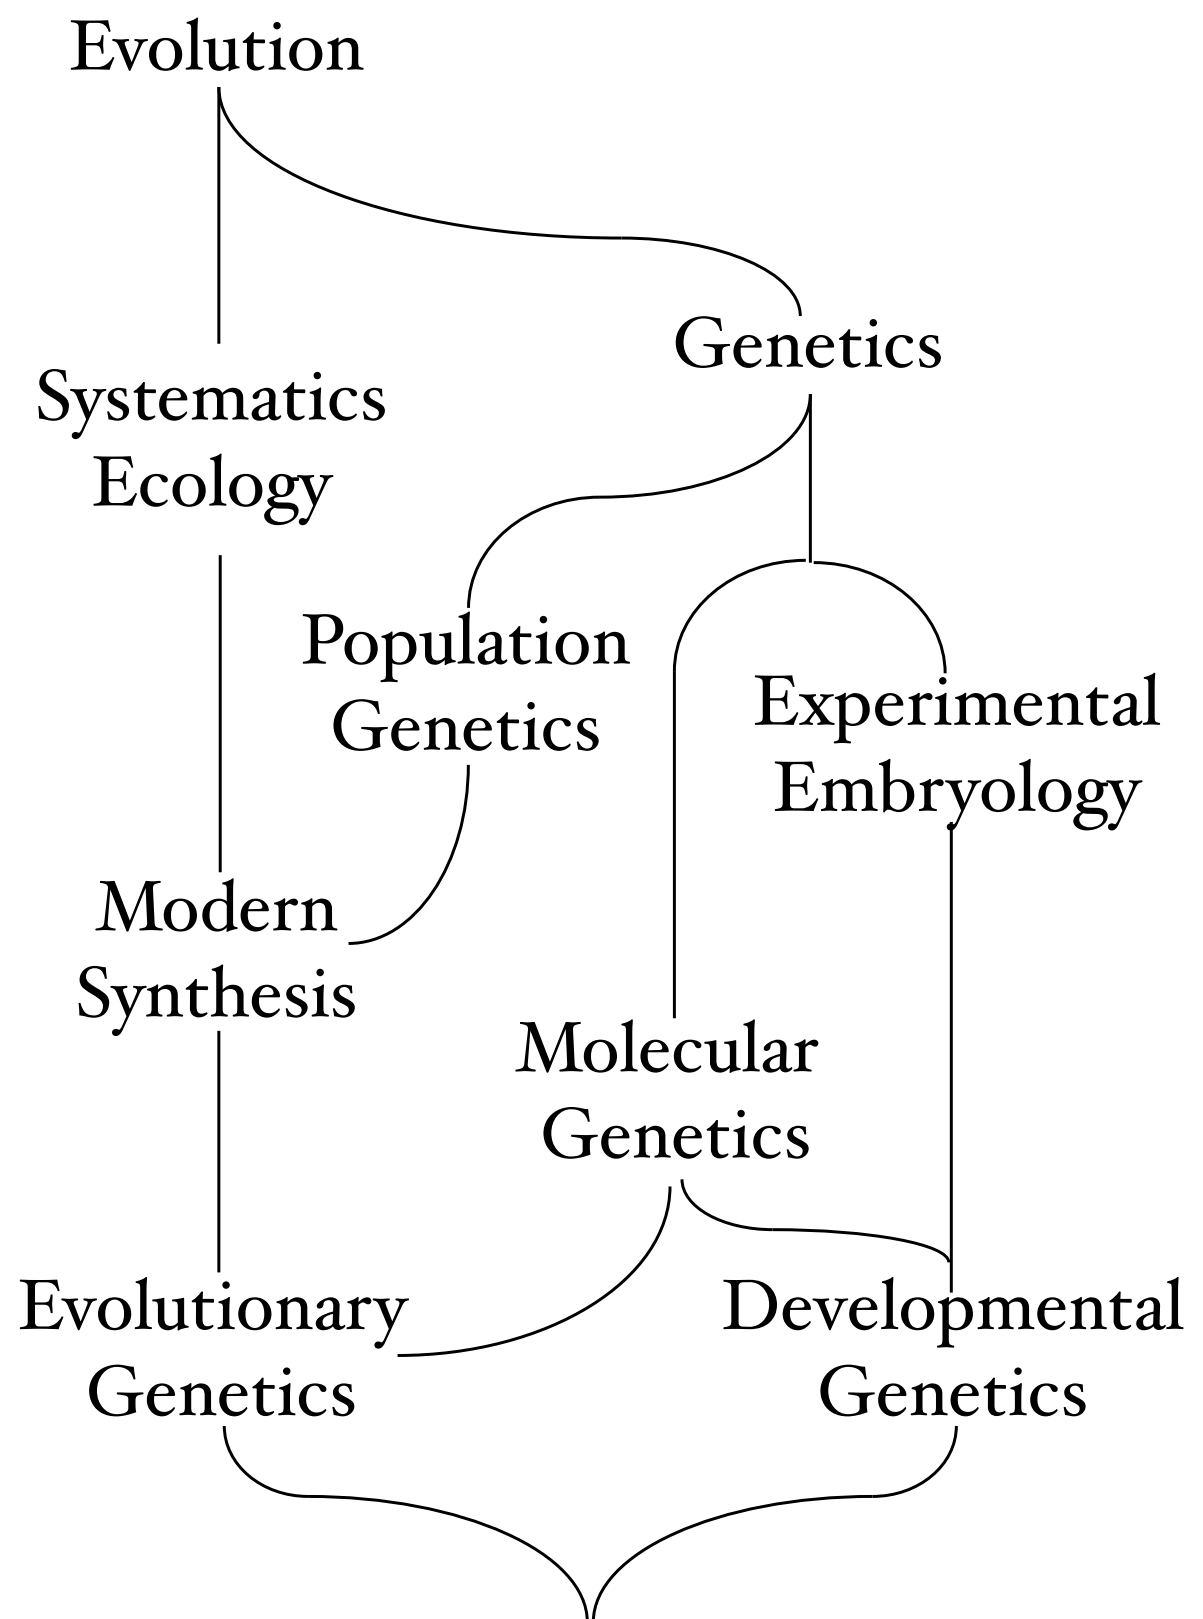 Evolution
Genetics
Systematics
Ecology
Population
Genetics
Experimental
Embryology
Modern
Synthesis
Molecular
Genetics
Evolutionary
Genetics
Developmental
Genetics